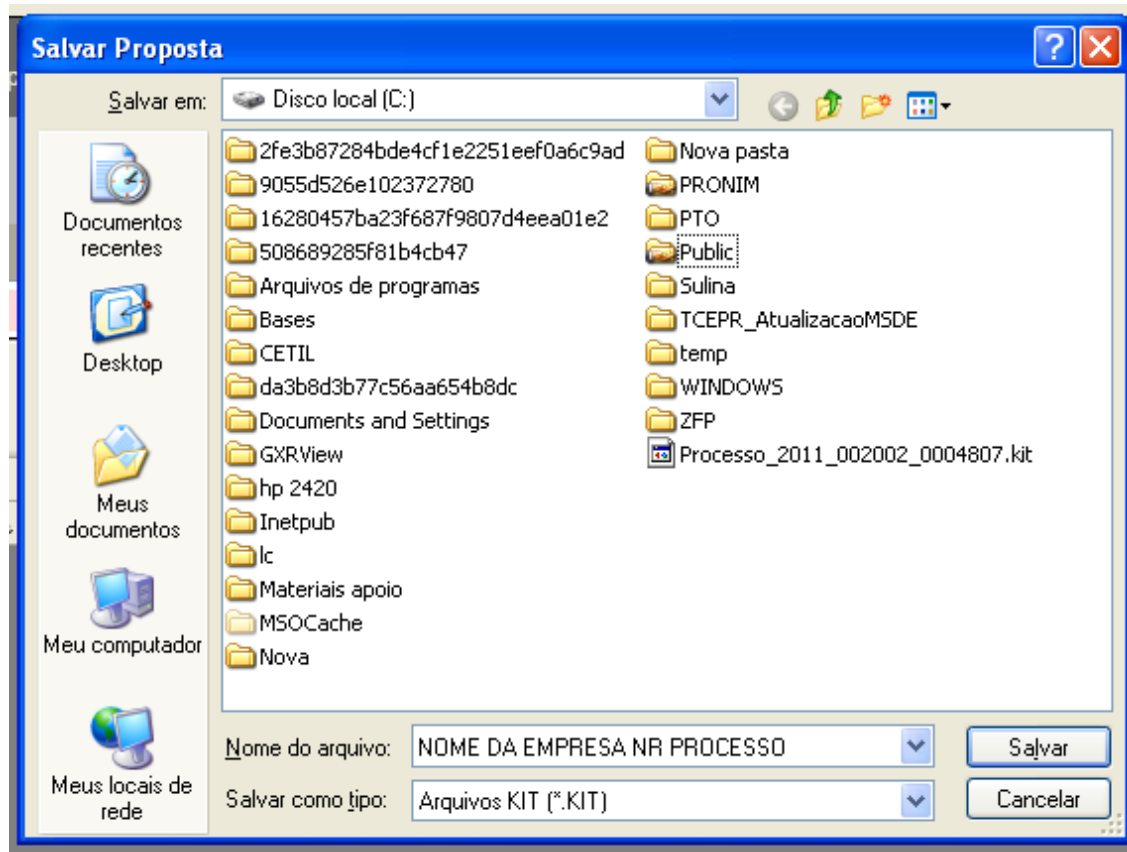 Salvar Proposta
Salvar em:
Disco local (C:)
Documentos
recentes
Desktop
Meus
documentos
Meu computador
Meus locais de
rede
2fe3b87284bde4cf1e2251eef0a6c9ad
9055d526e102372780
16280457ba23f687f9807d4eea01e2
508689285f81b4cb47
Arquivos de programas
Bases
CETIL
da3b8d3b77c56aa654b8dc
Documents and Settings
GXRView
hp 2420
Inetpub
lc
Materiais apoio
MSOCache
Nova
Nova pasta
PRONIM
PTO
Public
Sulina
TCEPR_AtualizacaoMSDE
temp
WINDOWS
ZFP
Processo_2011_002002_0004807.kit
Nome do arquivo:
NOME DA EMPRESA NR PROCESSO
Salvar
Salvar como tipo:
Arquivos KIT (*.KIT)
Cancelar